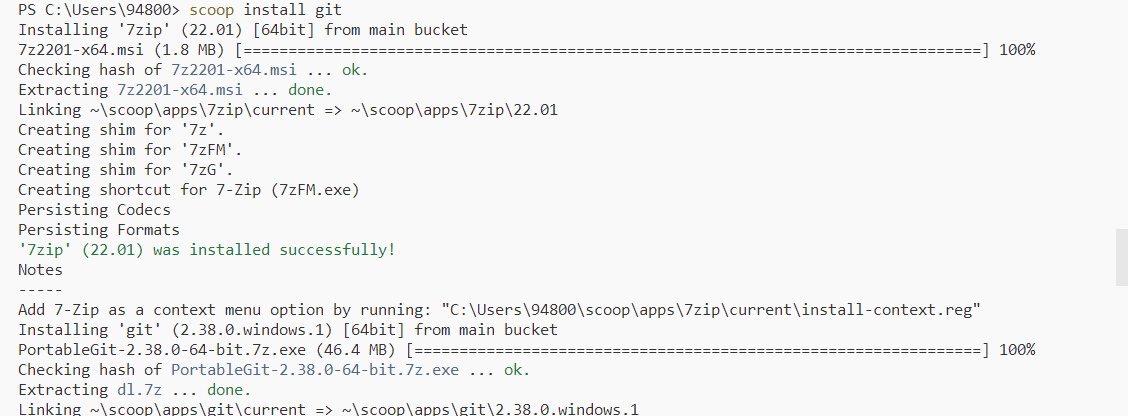 PS C:\Users\94800> scoop install git
Installing '7zip' (22.01) [64bit] from main bucket
7z2201-x64.msi (1.8 MB) [==================================================================================] 100%
Checking hash of 7z2201-x64.msi ... ok.
Extracting 7z2201-x64.msi ... done.
Linking ~\scoop\apps\7zip\current => ~\scoop\apps\7zip\22.01
Creating shim for '7z'.
Creating shim for '7zFM'.
Creating shim for '7zG'.
Creating shortcut for 7-Zip (7zFM.exe)
Persisting Codecs
Persisting Formats
'7zip' (22.01) was installed successfully!
Notes
-----
Add 7-Zip as a context menu option by running: "C:\Users\94800\scoop\apps\7zip\current\install-context.reg"
Installing 'git' (2.38.0.windows.1) [64bit] from main bucket
PortableGit-2.38.0-64-bit.7z.exe (46.4 MB) [===============================================================] 100%
Checking hash of PortableGit-2.38.0-64-bit.7z.exe ... ok.
Extracting dl.7z ... done.
Linking ~\scoop\apps\git\current => ~\scoop\apps\git\2.38.0.windows.1